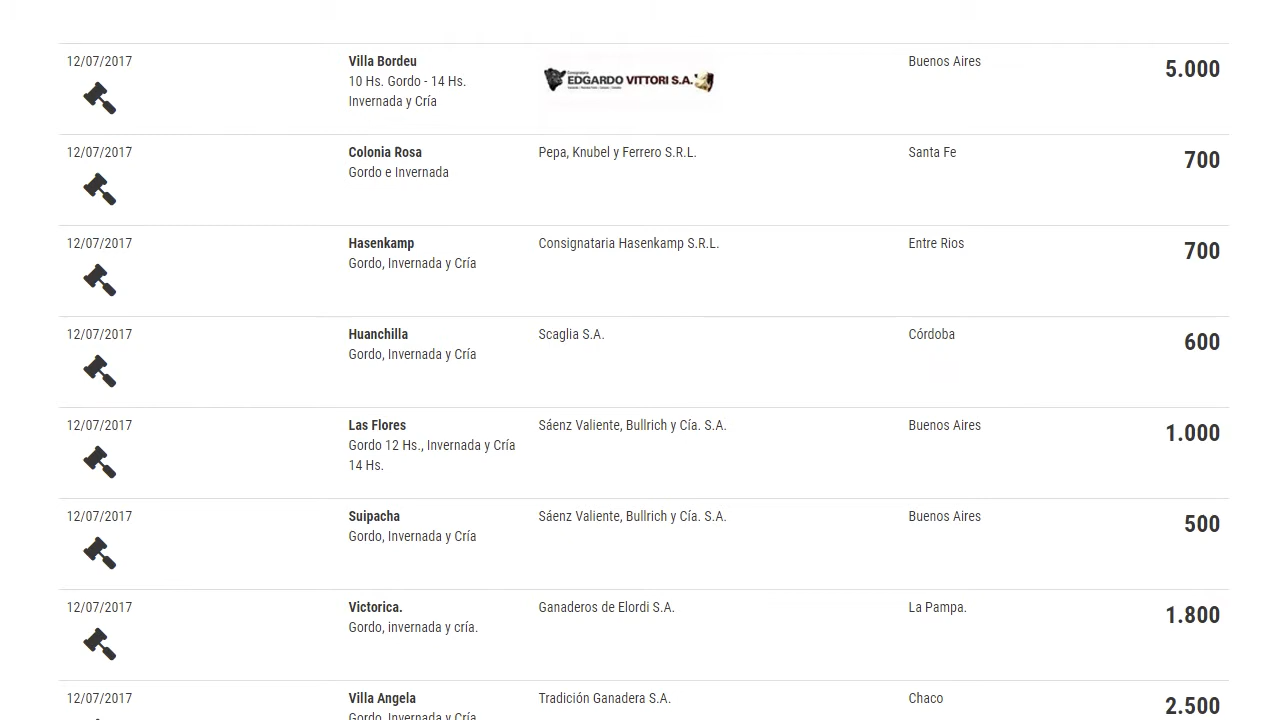 12/07/2017 Villa Bordeu Buenos Aires 5.000
10 Hs. Gordo - 14 Hs.
Invernada y Cría
EDGARDO VITTORI S.A.
12/07/2017 Colonia Rosa Pepa, Knubel y Ferrero S.R.L. Santa Fe 700
Gordo e Invernada
12/07/2017 Hasenkamp Consignataria Hasenkamp S.R.L. Entre Rios 700
Gordo, Invernada y Cría
12/07/2017 Huanchilla Scaglia S.A. Córdoba 600
Gordo, Invernada y Cría
12/07/2017 Las Flores Sáenz Valiente, Bullrich y Cía. S.A. Buenos Aires 1.000
Gordo 12 Hs., Invernada y Cría
14 Hs.
12/07/2017 Suipacha Sáenz Valiente, Bullrich y Cía. S.A. Buenos Aires 500
Gordo, Invernada y Cría
12/07/2017 Victorica. Ganaderos de Elordi S.A. La Pampa. 1.800
Gordo, invernada y cría.
12/07/2017 Villa Angela Tradición Ganadera S.A. Chaco 2.500
Gordo, Invernada y Cría